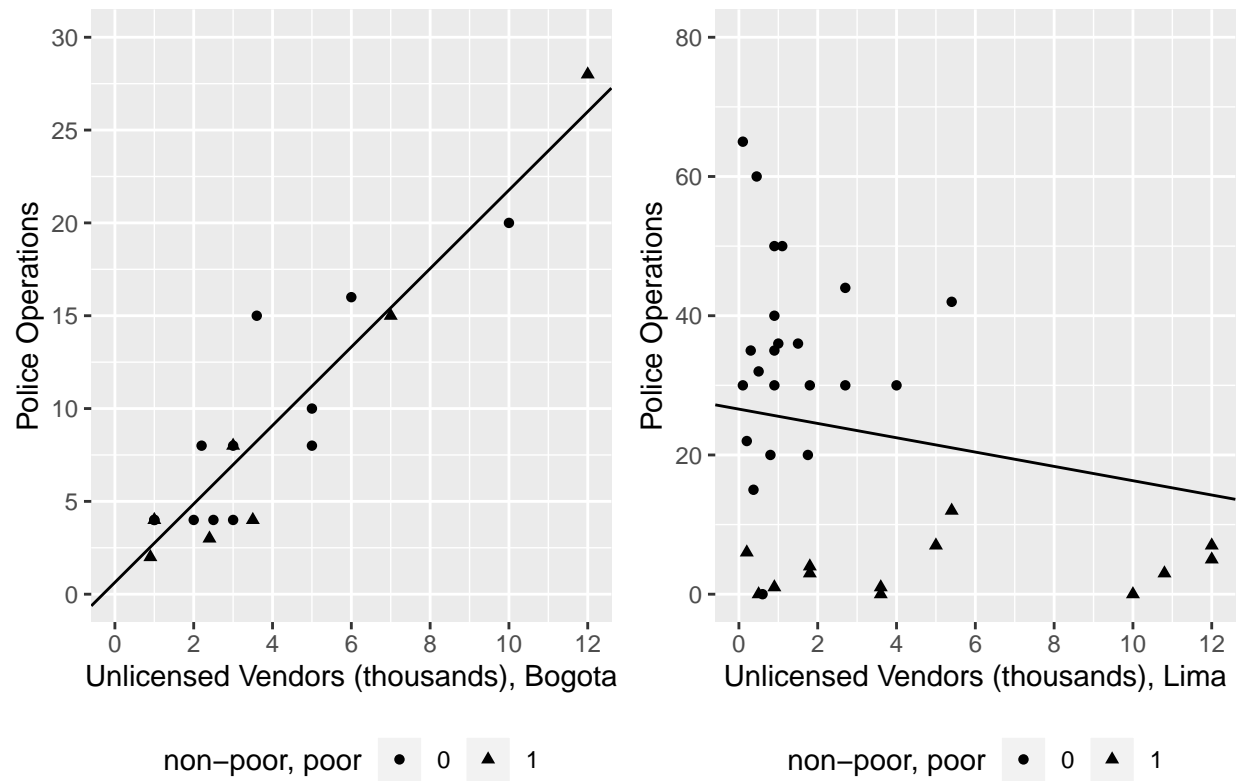 30
25
20
15
10
5
0
Police Operations
0 2 4 6 8 10 12
Unlicensed Vendors (thousands), Bogota
non−poor, poor 0 1
80
60
40
20
0
Police Operations
0 2 4 6 8 10 12
Unlicensed Vendors (thousands), Lima
non−poor, poor 0 1